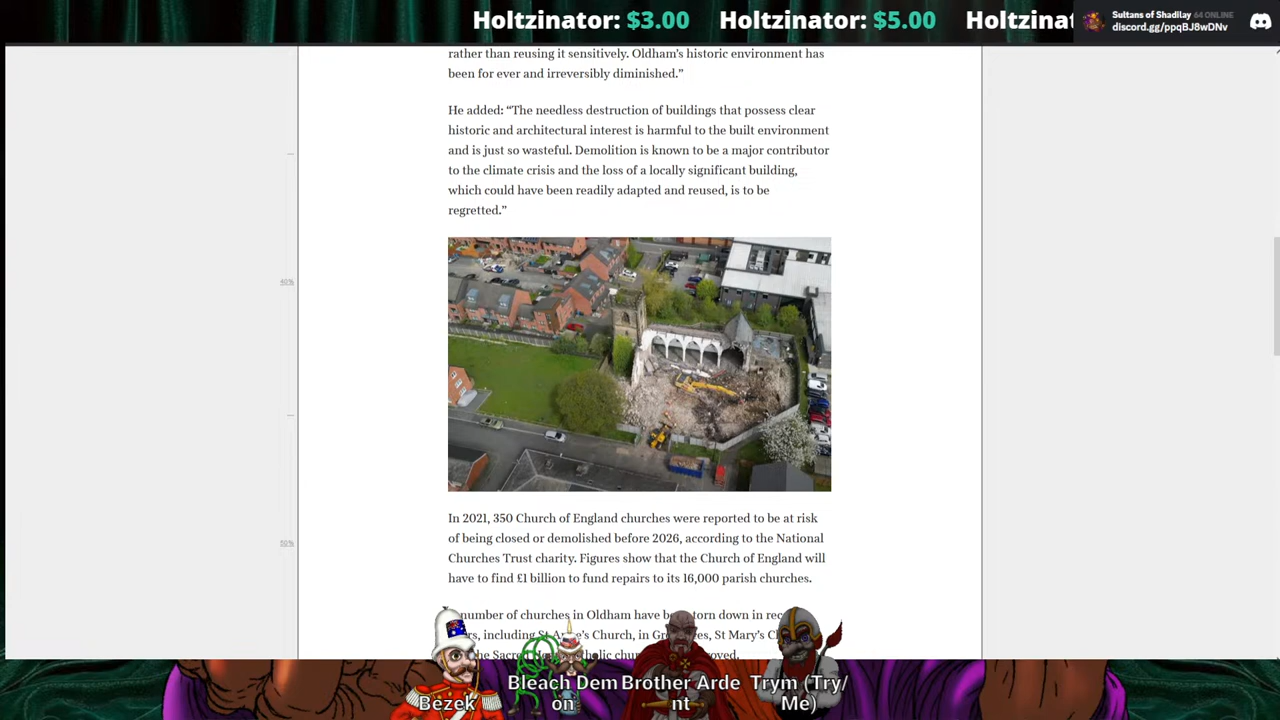 Holtzinator: $3.00 Holtzinator: $5.00 Holtzinat
Sultans of Shadilay 64 ONLINE
discord.gg/ppqBJ8wDNv
rather than reusing it sensitively. Oldham's historic environment has
been for ever and irreversibly diminished.”
He added: “The needless destruction of buildings that possess clear
historic and architectural interest is harmful to the built environment
and is just so wasteful. Demolition is known to be a major contributor
to the climate crisis and the loss of a locally significant building,
which could have been readily adapted and reused, is to be
regretted.”
40%
In 2021, 350 Church of England churches were reported to be at risk
of being closed or demolished before 2026, according to the National
50%
Churches Trust charity. Figures show that the Church of England will
have to find £1 billion to fund repairs to its 16,000 parish churches.
number of churches in Oldham have torn down in
including St Church, in St Mary's
Bezek
Bleach Dem
on
Brother Arde
nt
Trym (Try/
Me)